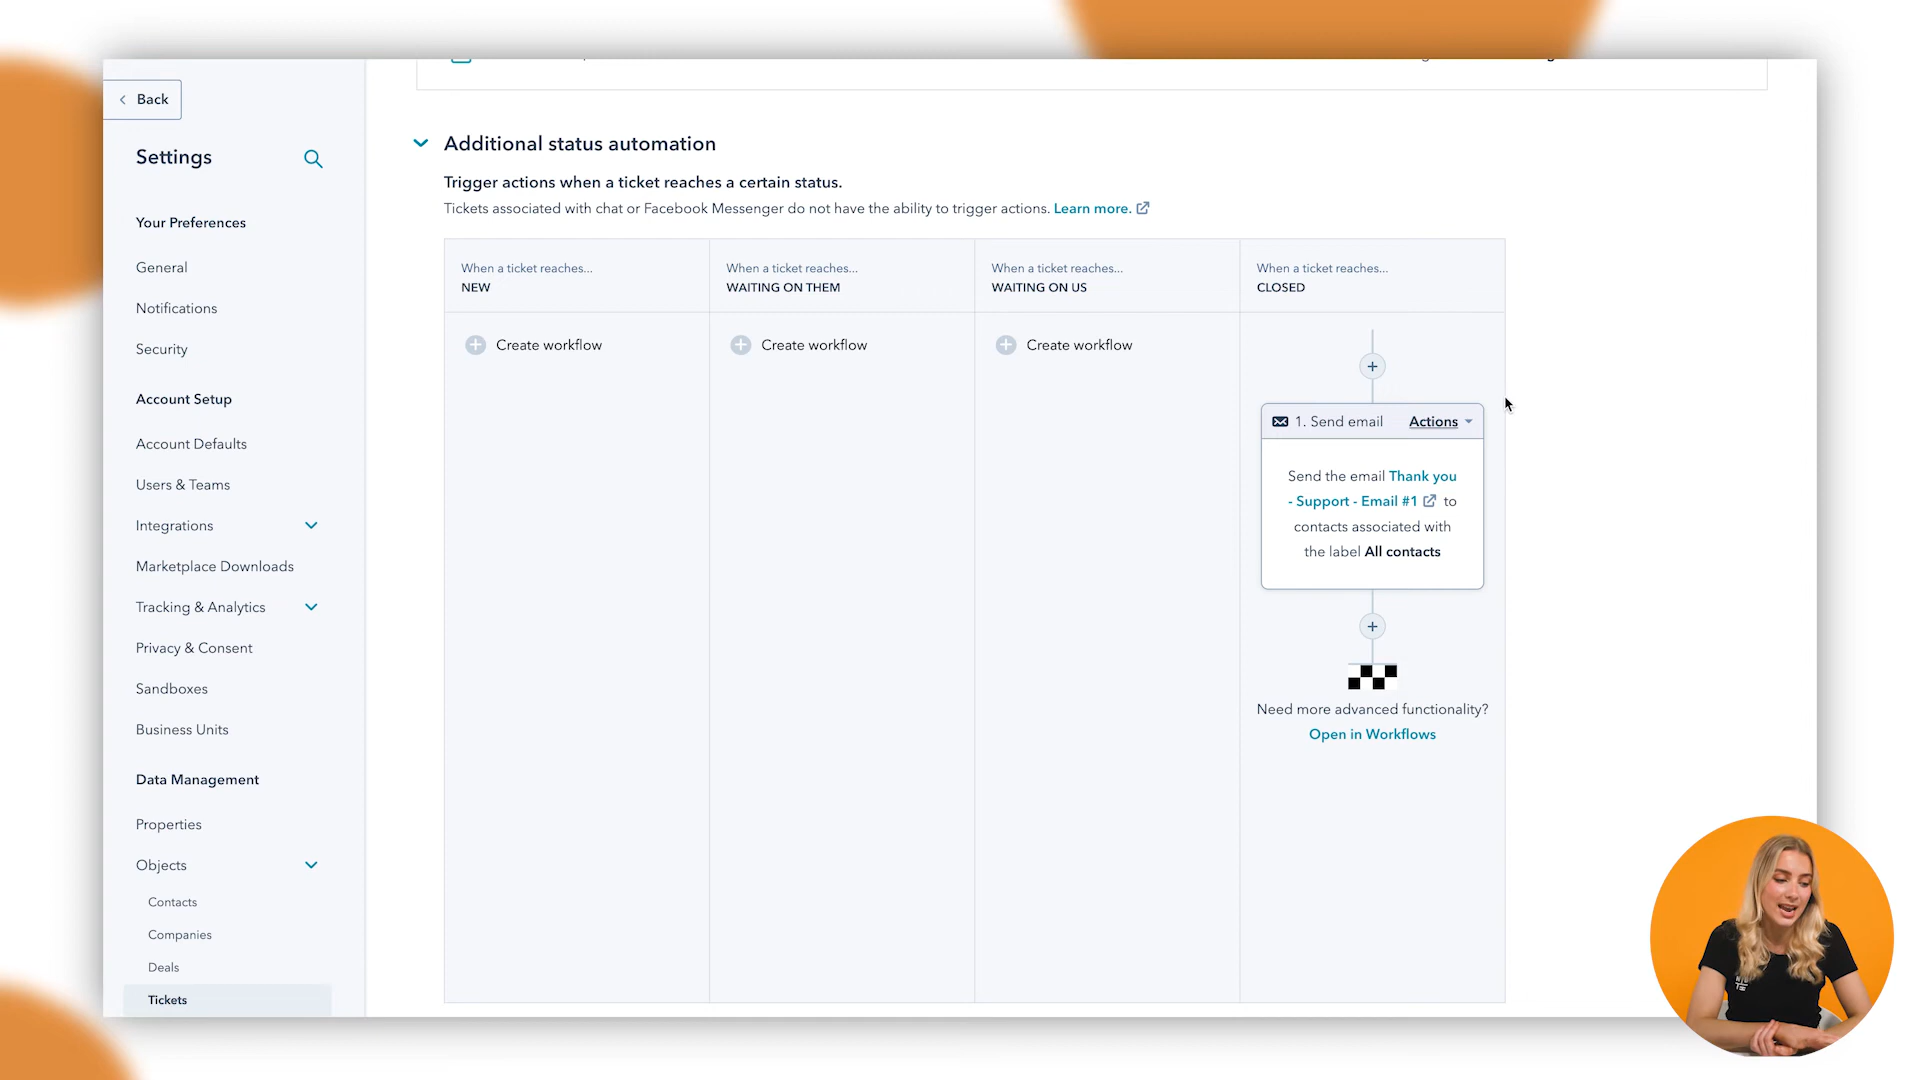 Back
Settings
Your Preferences
General
Notifications
Security
Account Setup
Account Defaults
Users & Teams
Integrations
Marketplace Downloads
Tracking & Analytics
Privacy & Consent
Sandboxes
Business Units
Data Management
Properties
Objects
Contacts
Companies
Deals
Tickets
Additional status automation
Trigger actions when a ticket reaches a certain status.
Tickets associated with chat or Facebook Messenger do not have the ability to trigger actions. Learn more.
When a ticket reaches...
NEW
Create workflow
When a ticket reaches...
WAITING ON THEM
Create workflow
When a ticket reaches...
WAITING ON US
Create workflow
When a ticket reaches...
CLOSED
1. Send email Actions
Send the email Thank you
- Support - Email #1 to
contacts associated with
the label All contacts
Need more advanced functionality?
Open in Workflows